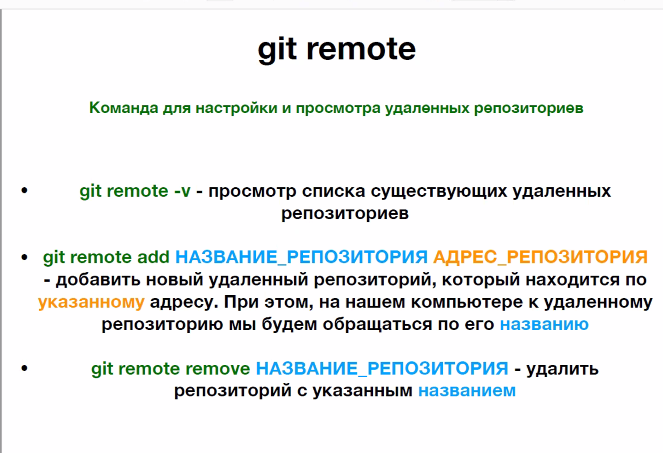 git remote
Команда для настройки и просмотра удаленных репозиториев
• git remote -v - просмотр списка существующих удаленных
репозиториев
• git remote add НАЗВАНИЕ_РЕПОЗИТОРИЯ АДРЕС_РЕПОЗИТОРИЯ
- добавить новый удаленный репозиторий, который находится по
указанному адресу. При этом, на нашем компьютере к удаленному
репозиторию мы будем обращаться по его названию
• git remote remove НАЗВАНИЕ_РЕПОЗИТОРИЯ - удалить
репозиторий с указанным названием